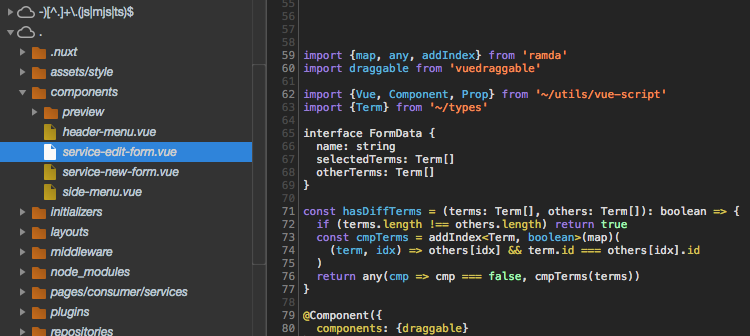 -)[^.]+\.(js|mjs|ts)$
.
.nuxt
assets/style
components
preview
header-menu.vue
service-edit-form.vue
service-new-form.vue
side-menu.vue
initializers
layouts
middleware
node_modules
pages/consumer/services
plugins
repositories
55
56
57
58
59 import {map, any, addIndex} from 'ramda'
60 import draggable from 'vuedraggable'
61
62 import {Vue, Component, Prop} from '~/utils/vue-script'
63 import {Term} from '~/types'
64
65 interface FormData {
66 name: string
67 selectedTerms: Term[]
68 otherTerms: Term[]
69 }
70
71 const hasDiffTerms = (terms: Term[], others: Term[]): boolean => {
72 if (terms.length !== others.length) return true
73 const cmpTerms = addIndex<Term, boolean>(map)(
74 (term, idx) => others[idx] && term.id === others[idx].id
75 )
76 return any(cmp => cmp === false, cmpTerms(terms))
77 }
78
79 @Component({
80 components: {draggable}